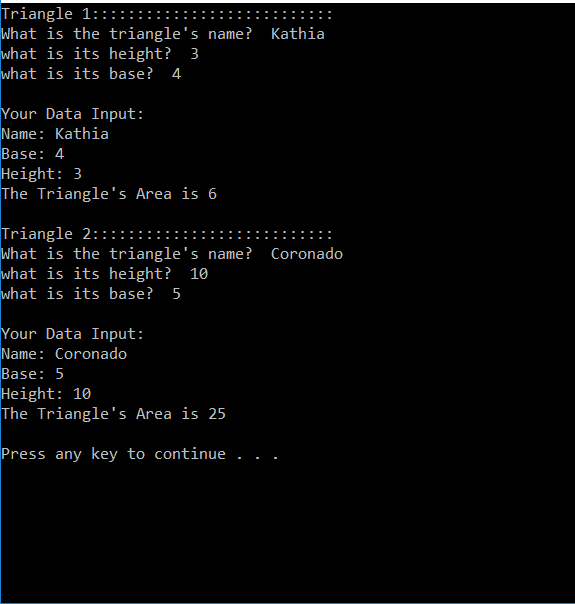 Triangle 1:::::::::::::::::::::::::::
What is the triangle's name?  Kathia
what is its height?  3
what is its base?  4
Your Data Input:
Name: Kathia
Base: 4
Height: 3
The Triangle's Area is 6
Triangle 2:::::::::::::::::::::::::::
What is the triangle's name?  Coronado
what is its height?  10
what is its base?  5
Your Data Input:
Name: Coronado
Base: 5
Height: 10
The Triangle's Area is 25
Press any key to continue . . .